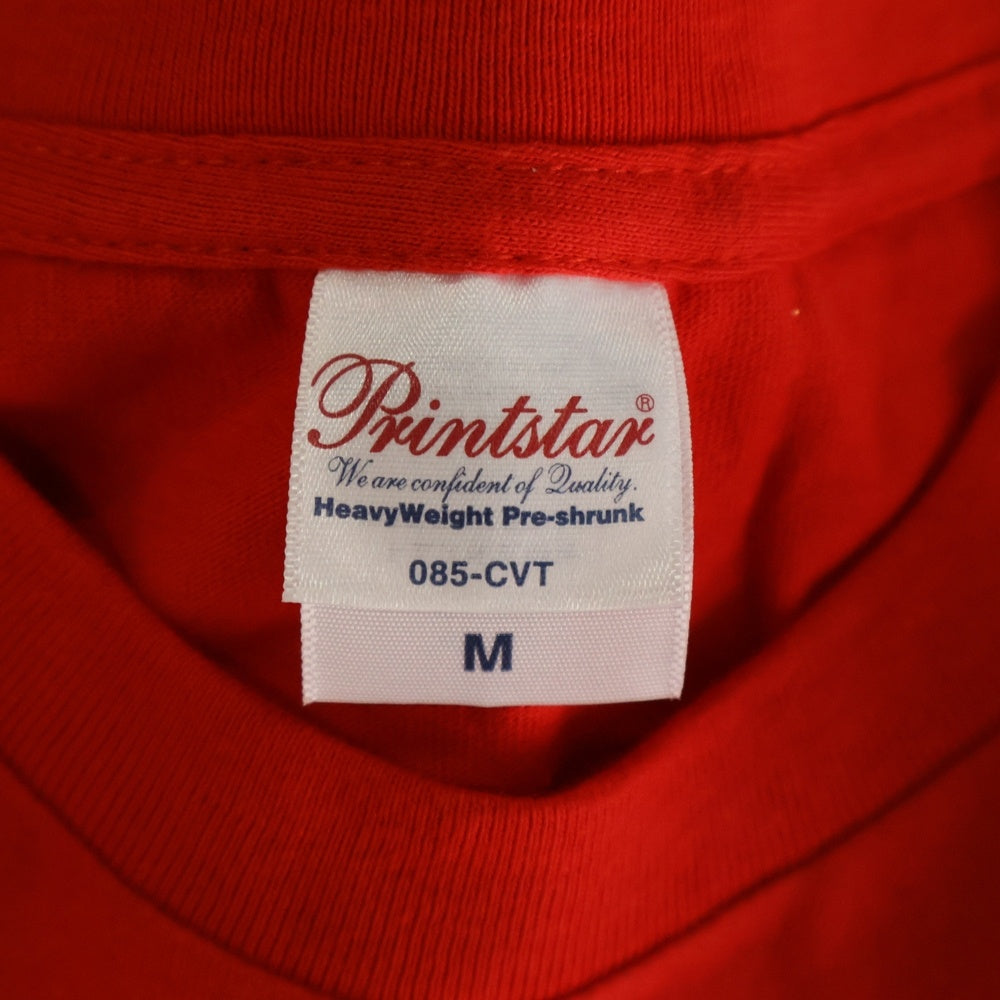 Printstar®
We are confident of Quality.
HeavyWeight Pre-shrunk
085-CVT
M